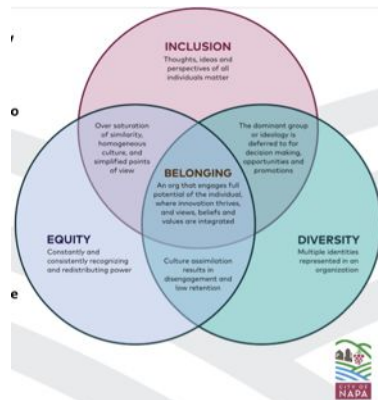 y
o
e
INCLUSION
Thoughts, ideas and
perspectives of all
individuals matter
Over saturation
of similarity,
homogeneous
culture, and
simplified points
of view
The dominant group
or ideology is
deferred to for
decision making,
opportunities and
promotions
BELONGING
An org that engages full
potential of the individual,
where innovation thrives,
and views, beliefs and
values are integrated
EQUITY
Constantly and
consistently recognizing
and redistributing power
DIVERSITY
Multiple identities
represented in an
organization
Culture assimilation
results in
disengagement and
low retention
CITY OF
NAPA